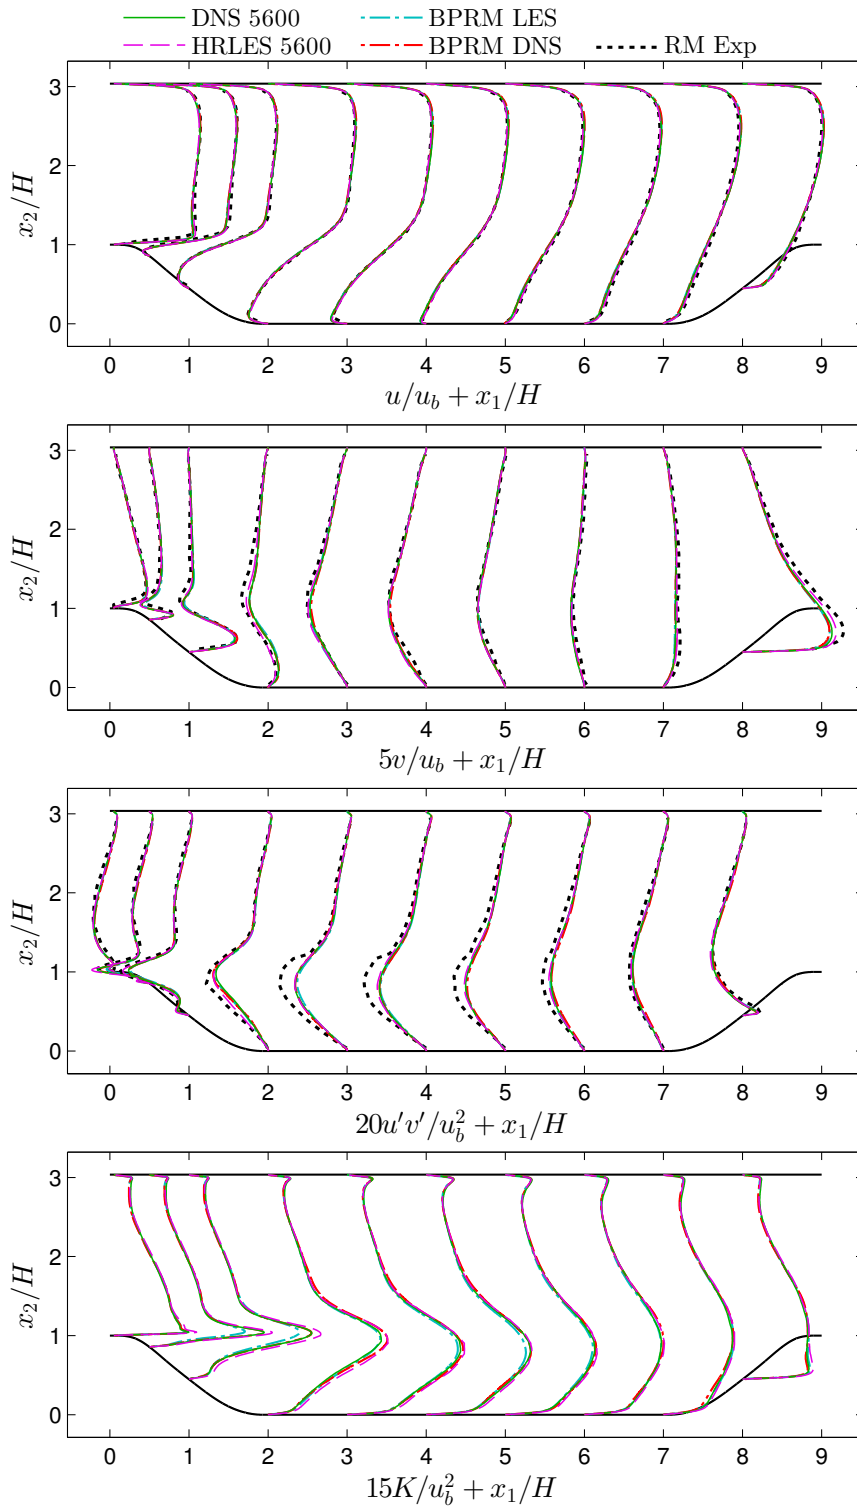 DNS 5600 BPRM LES
HRLES 5600 BPRM DNS RM Exp
3
2
1
0
x₂/H
0 1 2 3 4 5 6 7 8 9
u/u_b + x₁/H
3
2
1
0
x₂/H
0 1 2 3 4 5 6 7 8 9
5v/u_b + x₁/H
3
2
1
0
x₂/H
0 1 2 3 4 5 6 7 8 9
20u'v'/u_b² + x₁/H
3
2
1
0
x₂/H
0 1 2 3 4 5 6 7 8 9
15K/u_b² + x₁/H